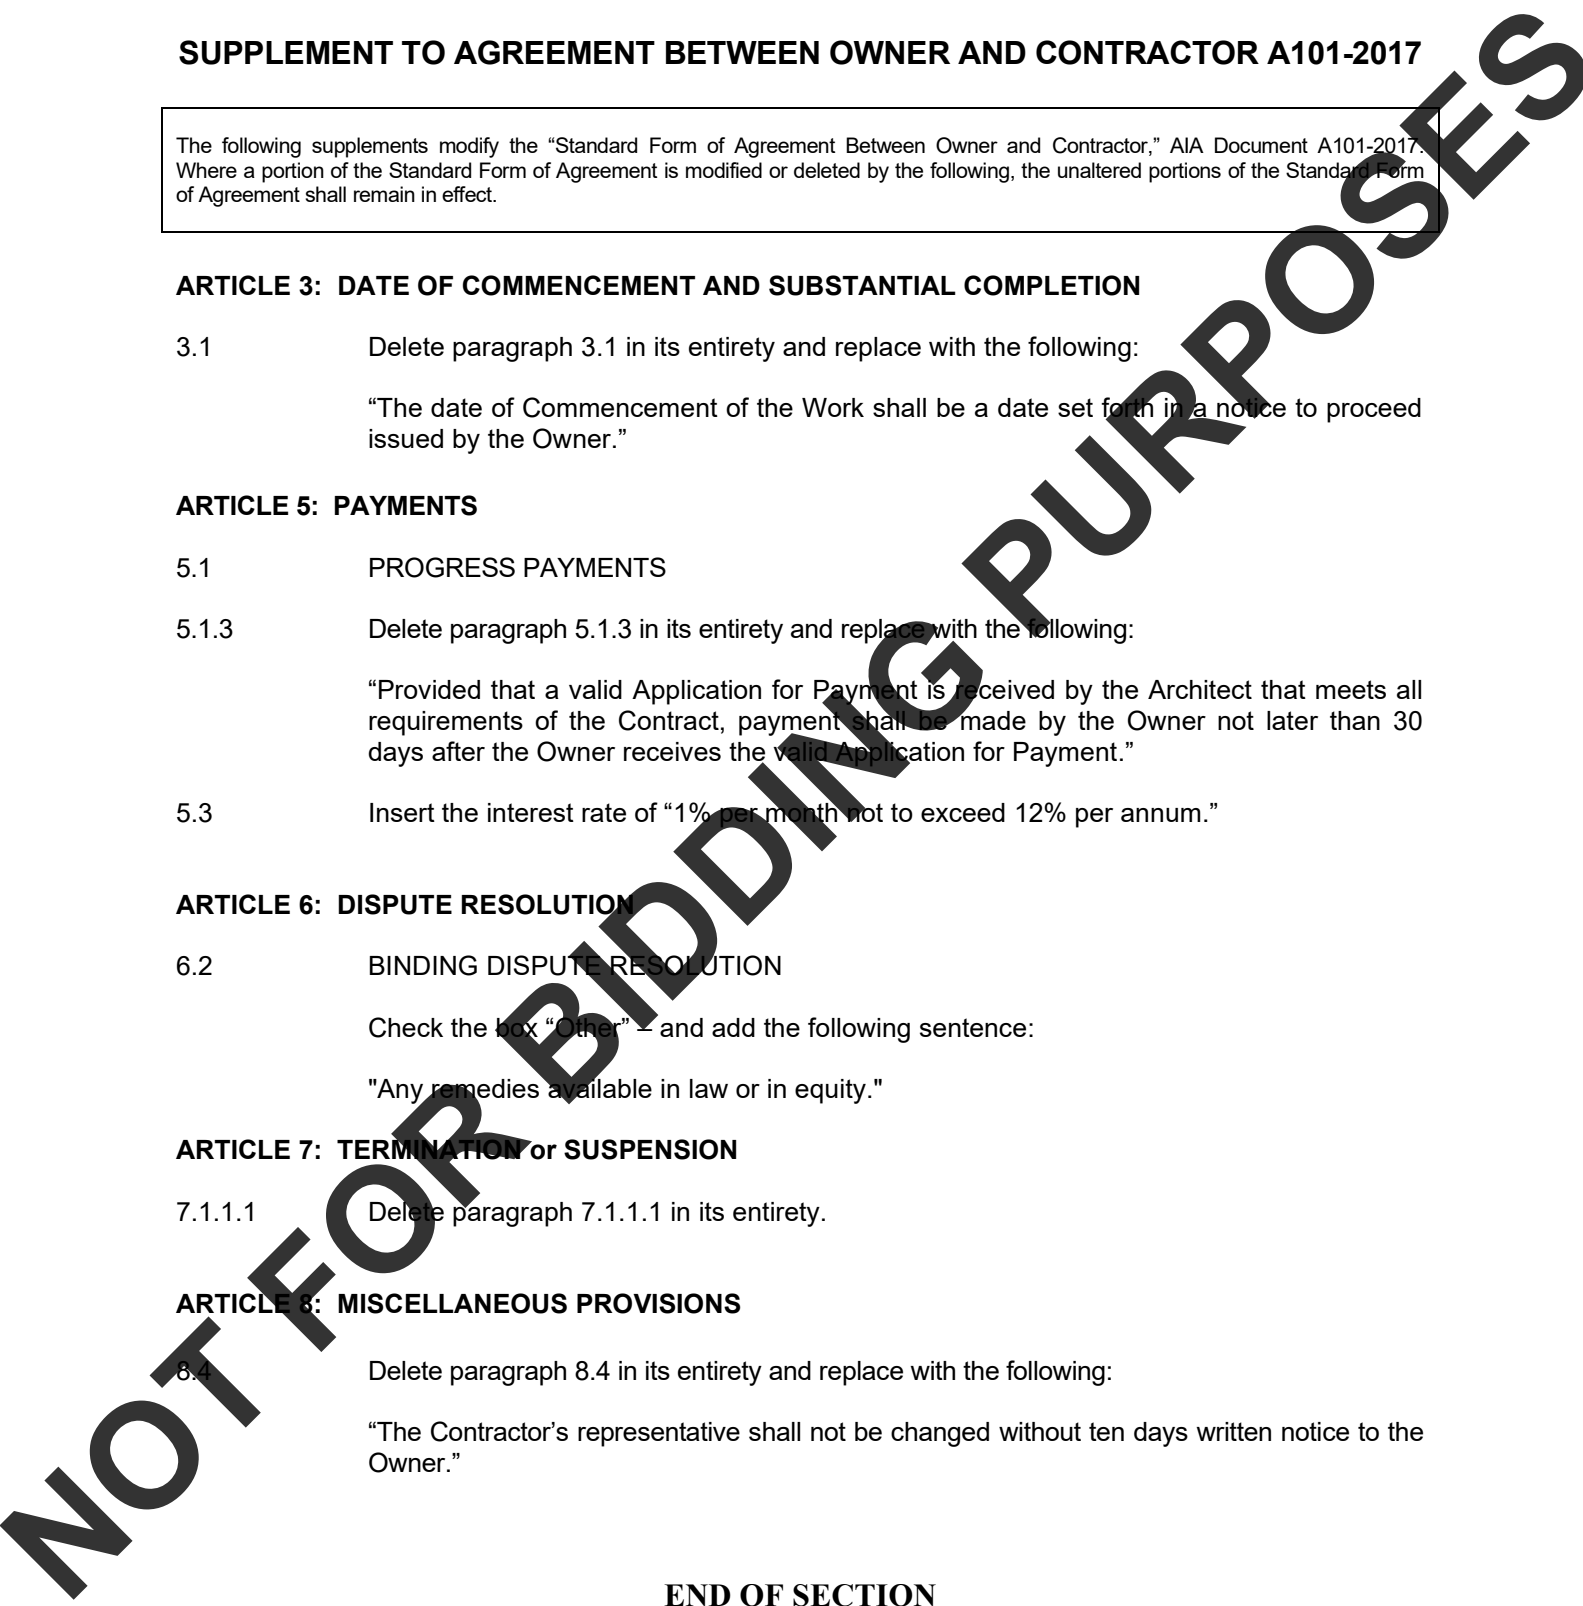 SUPPLEMENT TO AGREEMENT BETWEEN OWNER AND CONTRACTOR A101-2017
The following supplements modify the “Standard Form of Agreement Between Owner and Contractor,” AIA Document A101-2017.
Where a portion of the Standard Form of Agreement is modified or deleted by the following, the unaltered portions of the Standard Form
of Agreement shall remain in effect.
ARTICLE 3: DATE OF COMMENCEMENT AND SUBSTANTIAL COMPLETION
3.1 Delete paragraph 3.1 in its entirety and replace with the following:
“The date of Commencement of the Work shall be a date set forth in a notice to proceed
issued by the Owner.”
ARTICLE 5: PAYMENTS
5.1 PROGRESS PAYMENTS
5.1.3 Delete paragraph 5.1.3 in its entirety and replace with the following:
“Provided that a valid Application for Payment is received by the Architect that meets all
requirements of the Contract, payment shall be made by the Owner not later than 30
days after the Owner receives the valid Application for Payment.”
5.3 Insert the interest rate of “1% per month not to exceed 12% per annum.”
ARTICLE 6: DISPUTE RESOLUTION
6.2 BINDING DISPUTE RESOLUTION
Check the box “Other” – and add the following sentence:
"Any remedies available in law or in equity."
ARTICLE 7: TERMINATION or SUSPENSION
7.1.1.1 Delete paragraph 7.1.1.1 in its entirety.
ARTICLE 8: MISCELLANEOUS PROVISIONS
8.4 Delete paragraph 8.4 in its entirety and replace with the following:
“The Contractor’s representative shall not be changed without ten days written notice to the
Owner.”
END OF SECTION
NOT FOR BIDDING PURPOSES